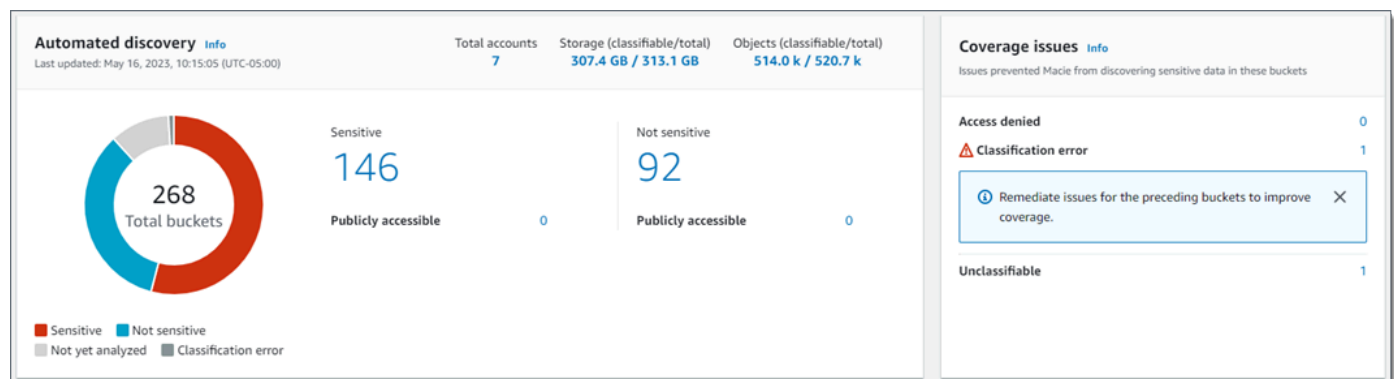 Automated discovery Info
Last updated: May 16, 2023, 10:15:05 (UTC-05:00)
Total accounts
7
Storage (classifiable/total)
307.4 GB / 313.1 GB
Objects (classifiable/total)
514.0 k / 520.7 k
268
Total buckets
Sensitive
146
Publicly accessible 0
Not sensitive
92
Publicly accessible 0
Sensitive Not sensitive
Not yet analyzed Classification error
Coverage issues Info
Issues prevented Macie from discovering sensitive data in these buckets
Access denied 0
Classification error 1
Remediate issues for the preceding buckets to improve
coverage.
Unclassifiable 1